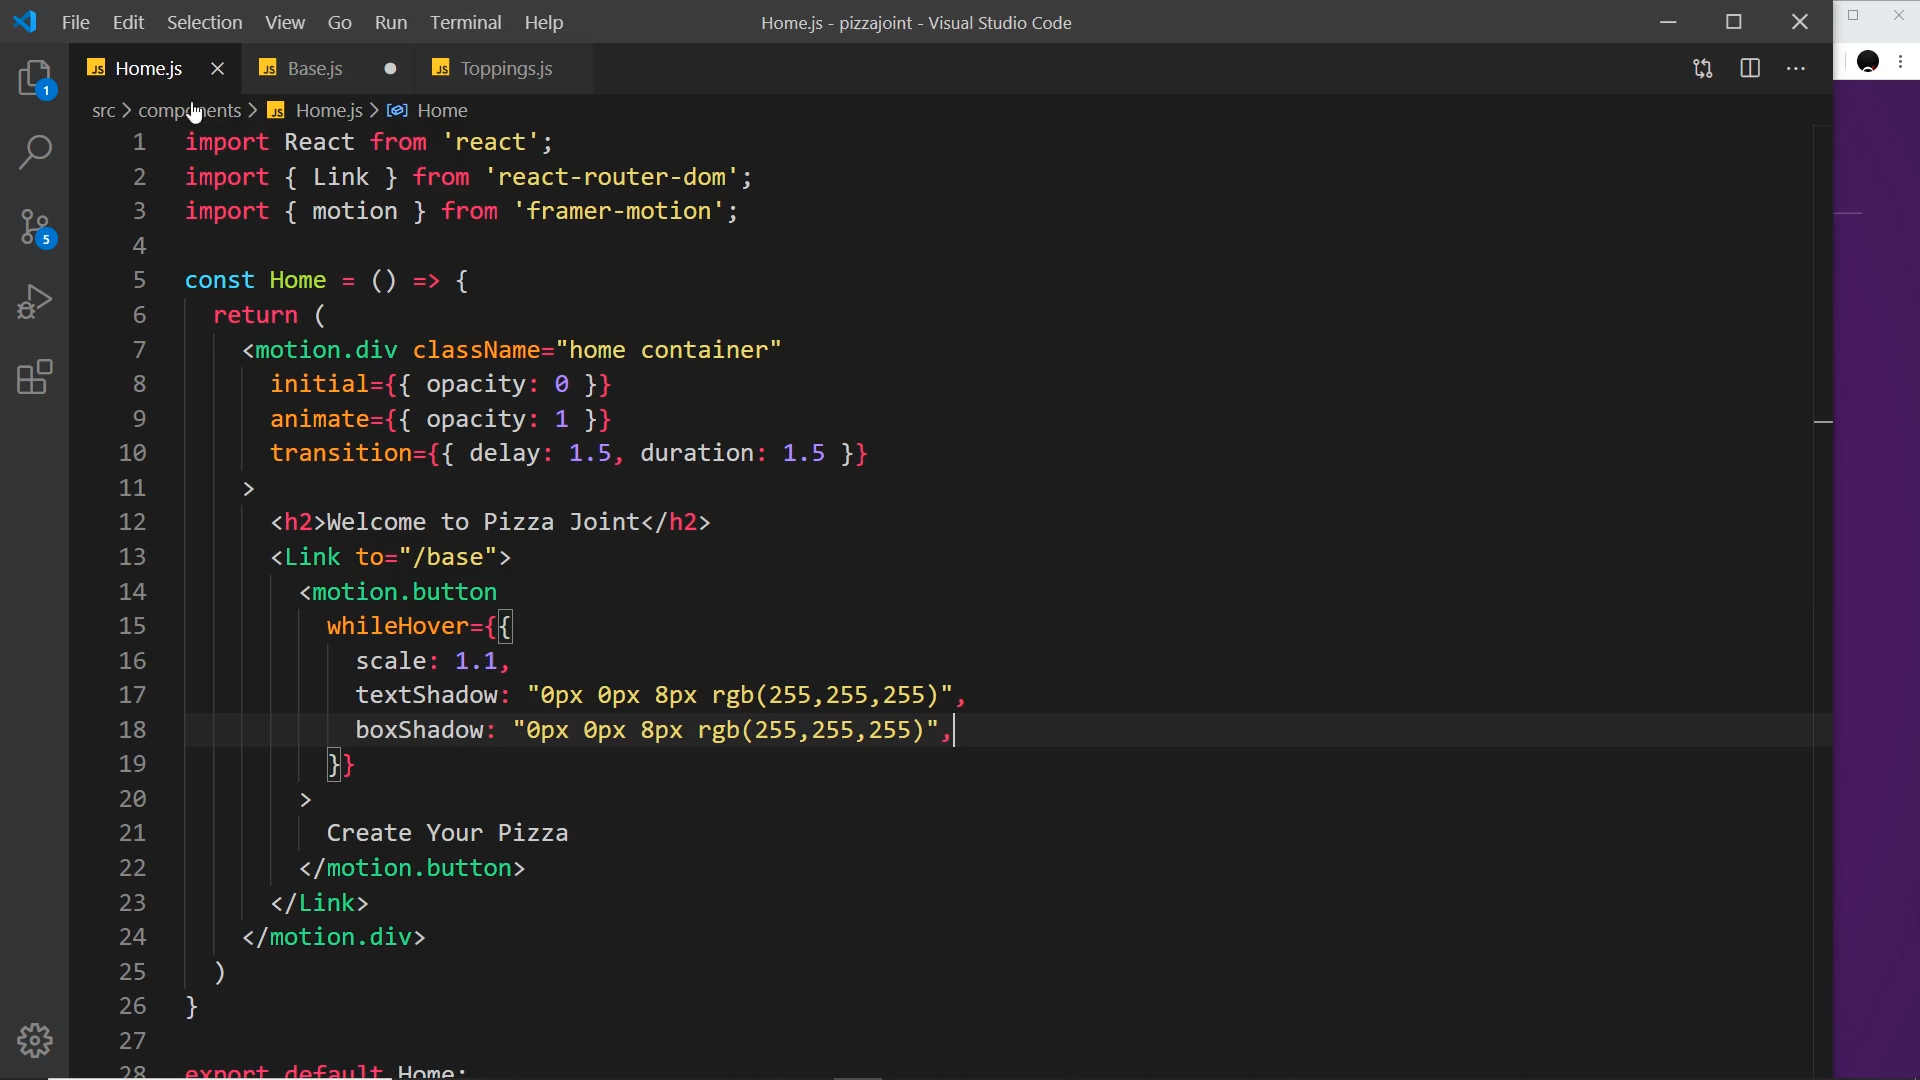 File Edit Selection View Go Run Terminal Help Home.js - pizzajoint - Visual Studio Code
JS Home.js JS Base.js JS Toppings.js
src > components > JS Home.js > Home
1
5
1 import React from 'react';
2 import { Link } from 'react-router-dom';
3 import { motion } from 'framer-motion';
4
5 const Home = () => {
6 return (
7 <motion.div className="home container"
8 initial={{ opacity: 0 }}
9 animate={{ opacity: 1 }}
10 transition={{ delay: 1.5, duration: 1.5 }}
11 >
12 <h2>Welcome to Pizza Joint</h2>
13 <Link to="/base">
14 <motion.button
15 whileHover={{
16 scale: 1.1,
17 textShadow: "0px 0px 8px rgb(255,255,255)",
18 boxShadow: "0px 0px 8px rgb(255,255,255)",
19 }}
20 >
21 Create Your Pizza
22 </motion.button>
23 </Link>
24 </motion.div>
25 )
26 }
27
28 export default Home;